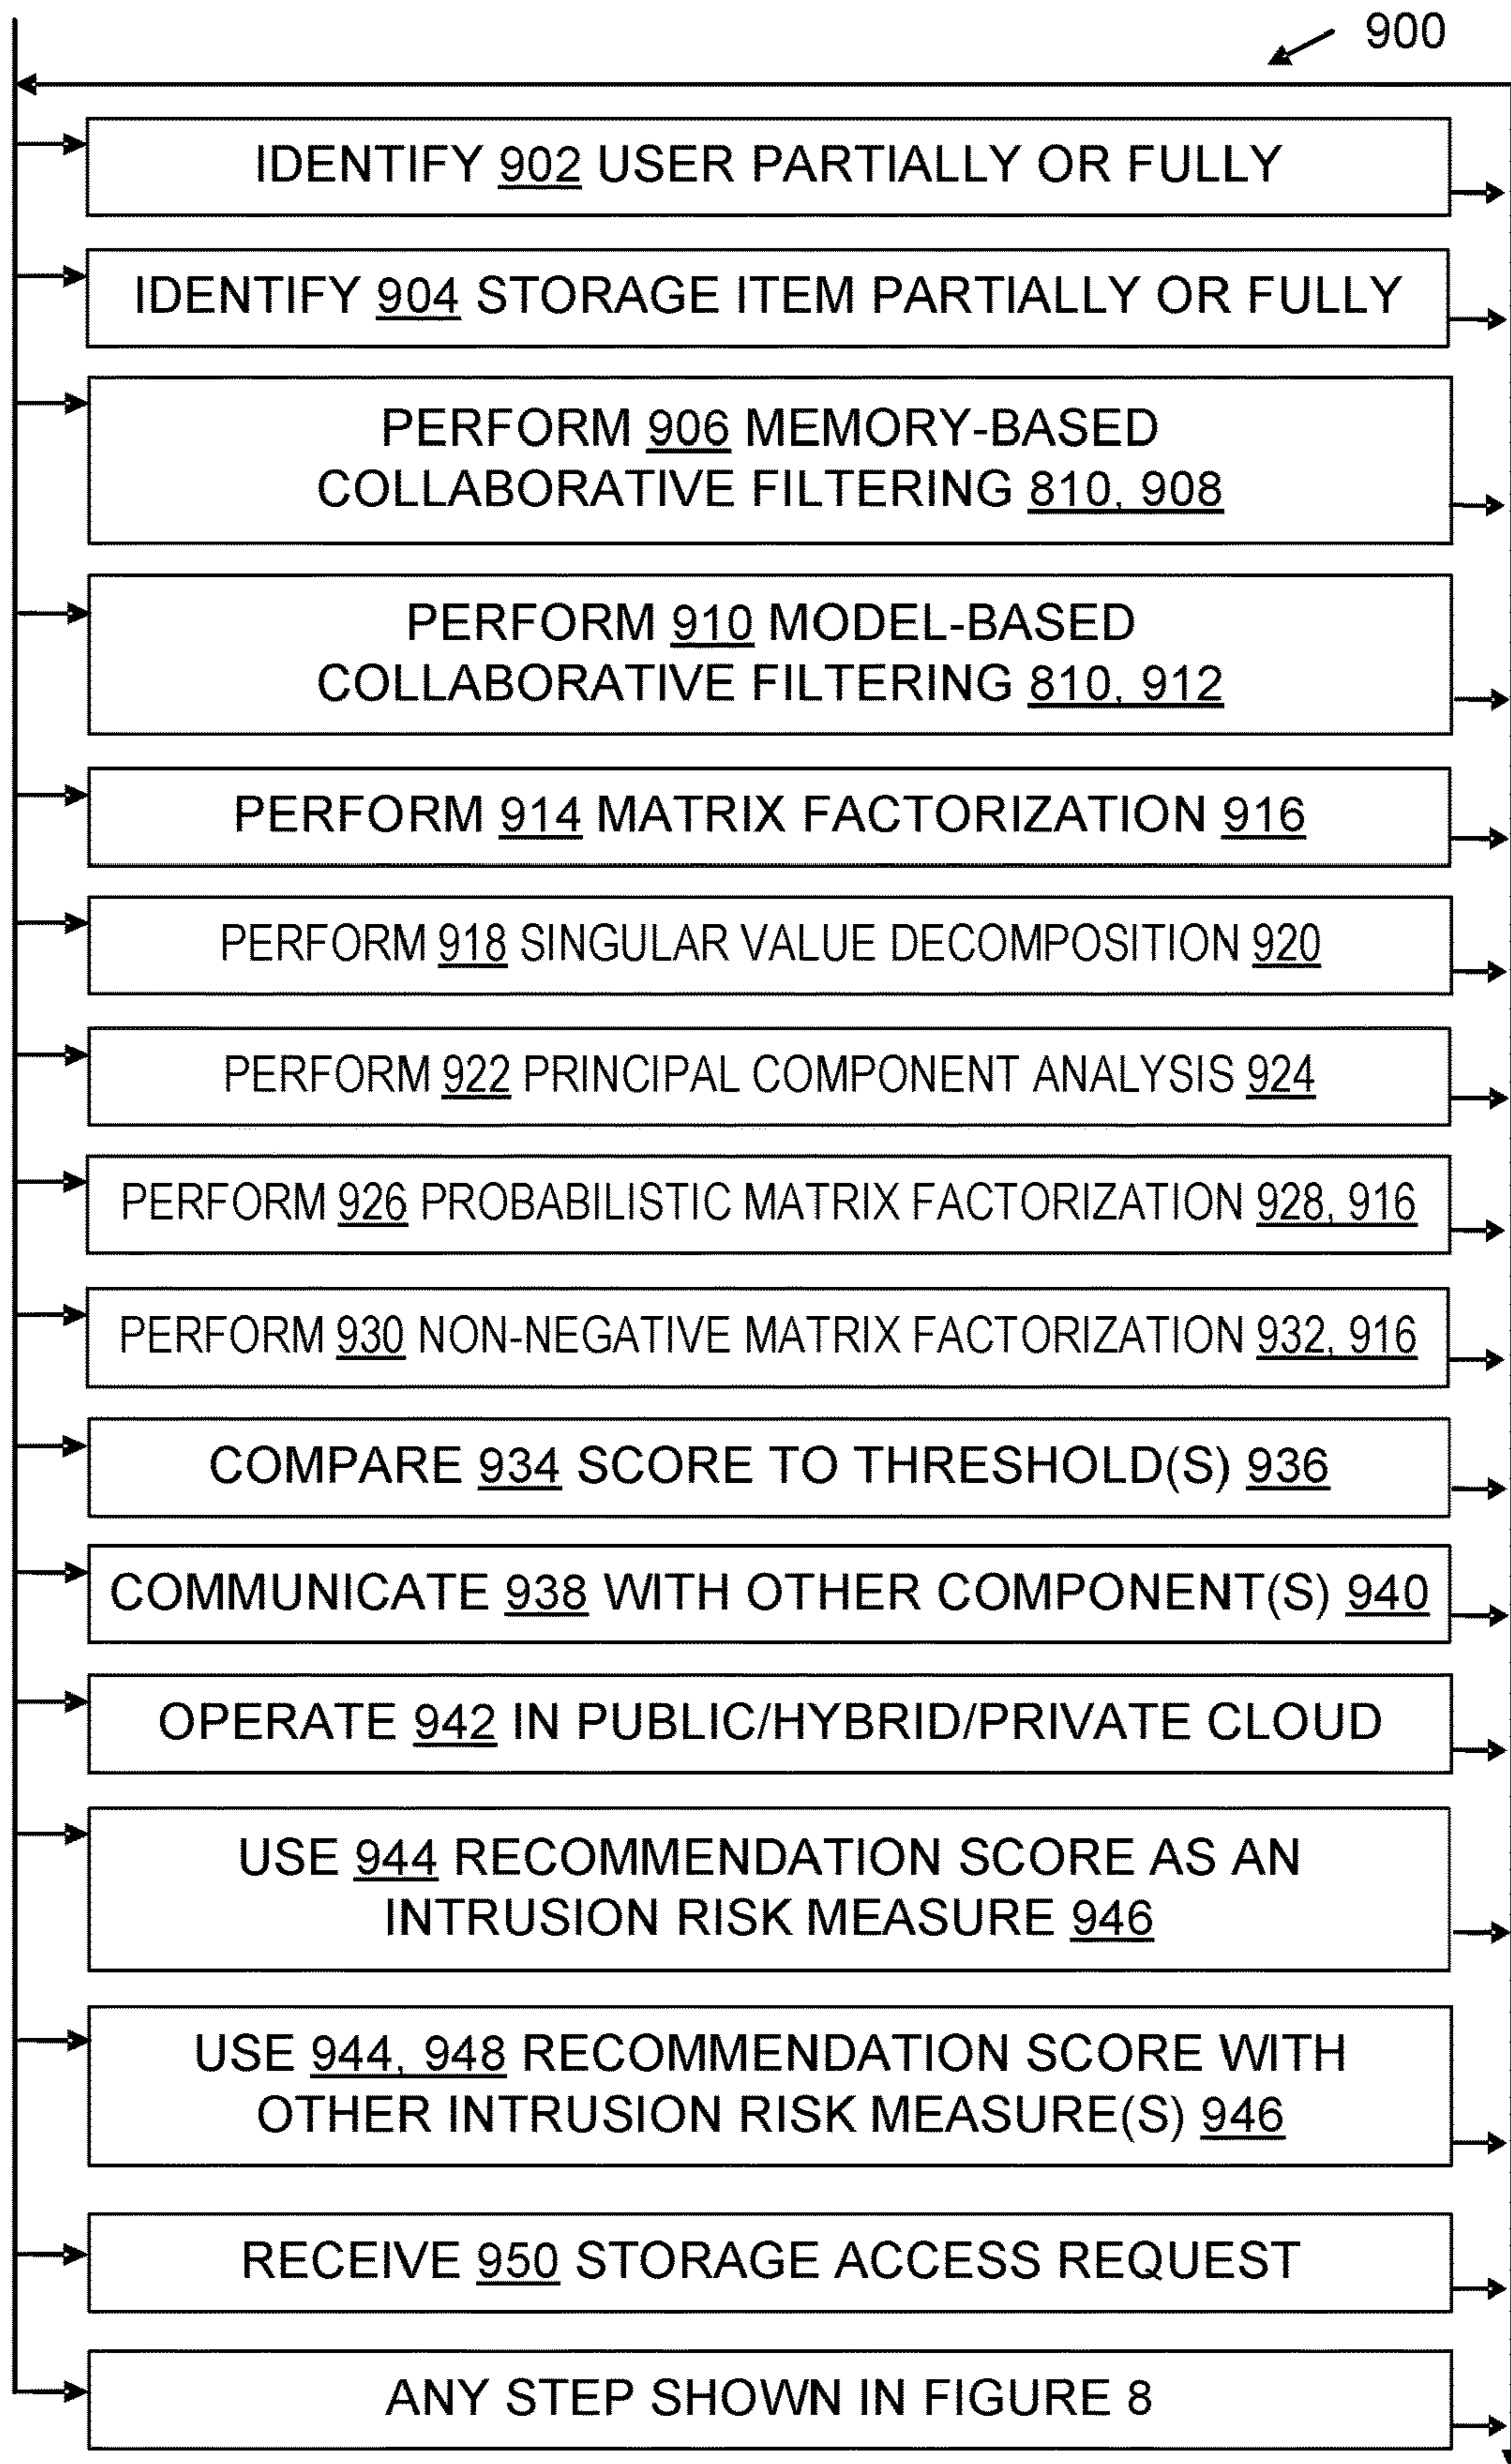 900
IDENTIFY 902 USER PARTIALLY OR FULLY
IDENTIFY 904 STORAGE ITEM PARTIALLY OR FULLY
PERFORM 906 MEMORY-BASED
COLLABORATIVE FILTERING 810, 908
PERFORM 910 MODEL-BASED
COLLABORATIVE FILTERING 810, 912
PERFORM 914 MATRIX FACTORIZATION 916
PERFORM 918 SINGULAR VALUE DECOMPOSITION 920
PERFORM 922 PRINCIPAL COMPONENT ANALYSIS 924
PERFORM 926 PROBABILISTIC MATRIX FACTORIZATION 928, 916
PERFORM 930 NON-NEGATIVE MATRIX FACTORIZATION 932, 916
COMPARE 934 SCORE TO THRESHOLD(S) 936
COMMUNICATE 938 WITH OTHER COMPONENT(S) 940
OPERATE 942 IN PUBLIC/HYBRID/PRIVATE CLOUD
USE 944 RECOMMENDATION SCORE AS AN
INTRUSION RISK MEASURE 946
USE 944, 948 RECOMMENDATION SCORE WITH
OTHER INTRUSION RISK MEASURE(S) 946
RECEIVE 950 STORAGE ACCESS REQUEST
ANY STEP SHOWN IN FIGURE 8